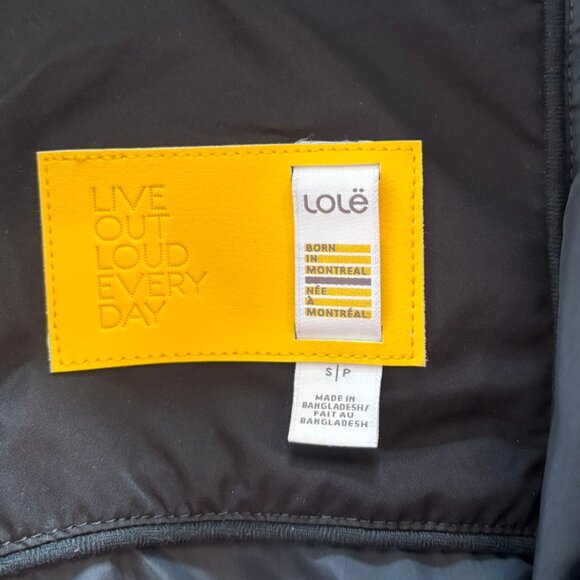 LIVE
OUT
LOUD
EVERY
DAY
LOLË
BORN
IN
MONTREAL
NÉE
À
MONTRÉAL
S|P
MADE IN
BANGLADESH/
FAIT AU
BANGLADESH